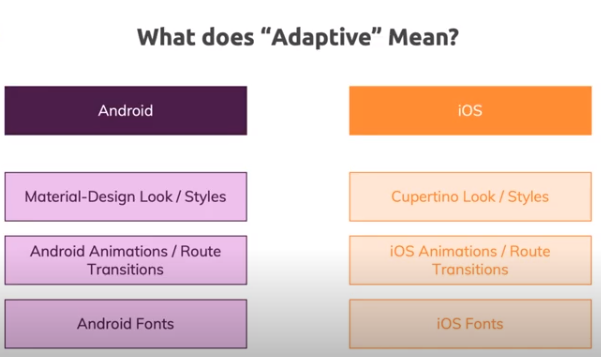 What does “Adaptive” Mean?
Android
iOS
Material-Design Look / Styles
Cupertino Look / Styles
Android Animations / Route
Transitions
iOS Animations / Route
Transitions
Android Fonts
iOS Fonts